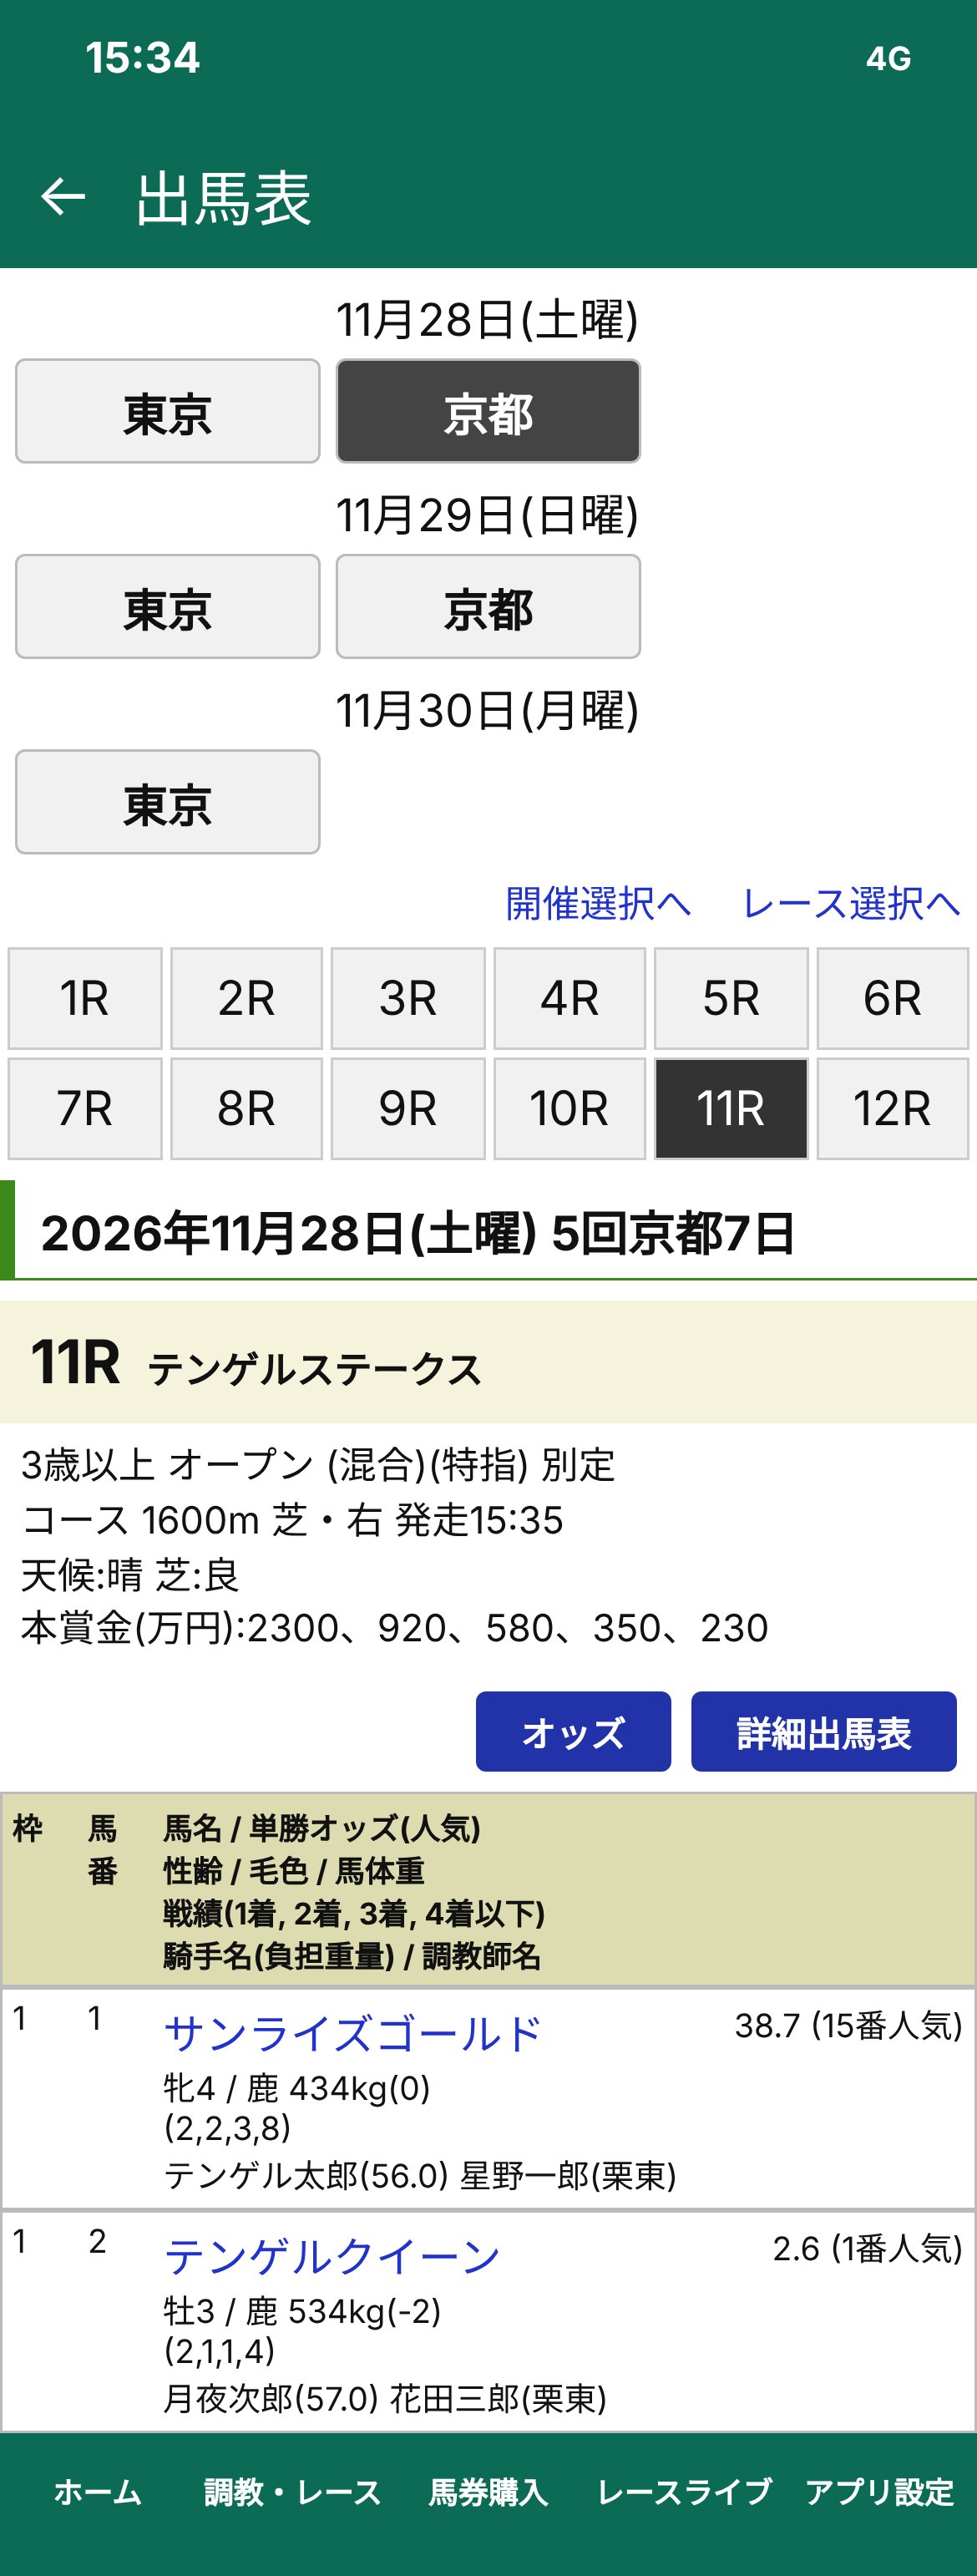 15:34 4G
← 出馬表
11月28日(土曜)
東京 京都
11月29日(日曜)
東京 京都
11月30日(月曜)
東京
開催選択へ レース選択へ
1R 2R 3R 4R 5R 6R
7R 8R 9R 10R 11R 12R
2026年11月28日(土曜) 5回京都7日
11R テンゲルステークス
3歳以上 オープン (混合)(特指) 別定
コース 1600m 芝・右 発走15:35
天候:晴 芝:良
本賞金(万円):2300、920、580、350、230
オッズ 詳細出馬表
枠 馬番 馬名 / 単勝オッズ(人気)
性齢 / 毛色 / 馬体重
戦績(1着, 2着, 3着, 4着以下)
騎手名(負担重量) / 調教師名
1 1 サンライズゴールド 38.7 (15番人気)
牝4 / 鹿 434kg(0)
(2,2,3,8)
テンゲル太郎(56.0) 星野一郎(栗東)
1 2 テンゲルクイーン 2.6 (1番人気)
牡3 / 鹿 534kg(-2)
(2,1,1,4)
月夜次郎(57.0) 花田三郎(栗東)
ホーム 調教・レース 馬券購入 レースライブ アプリ設定